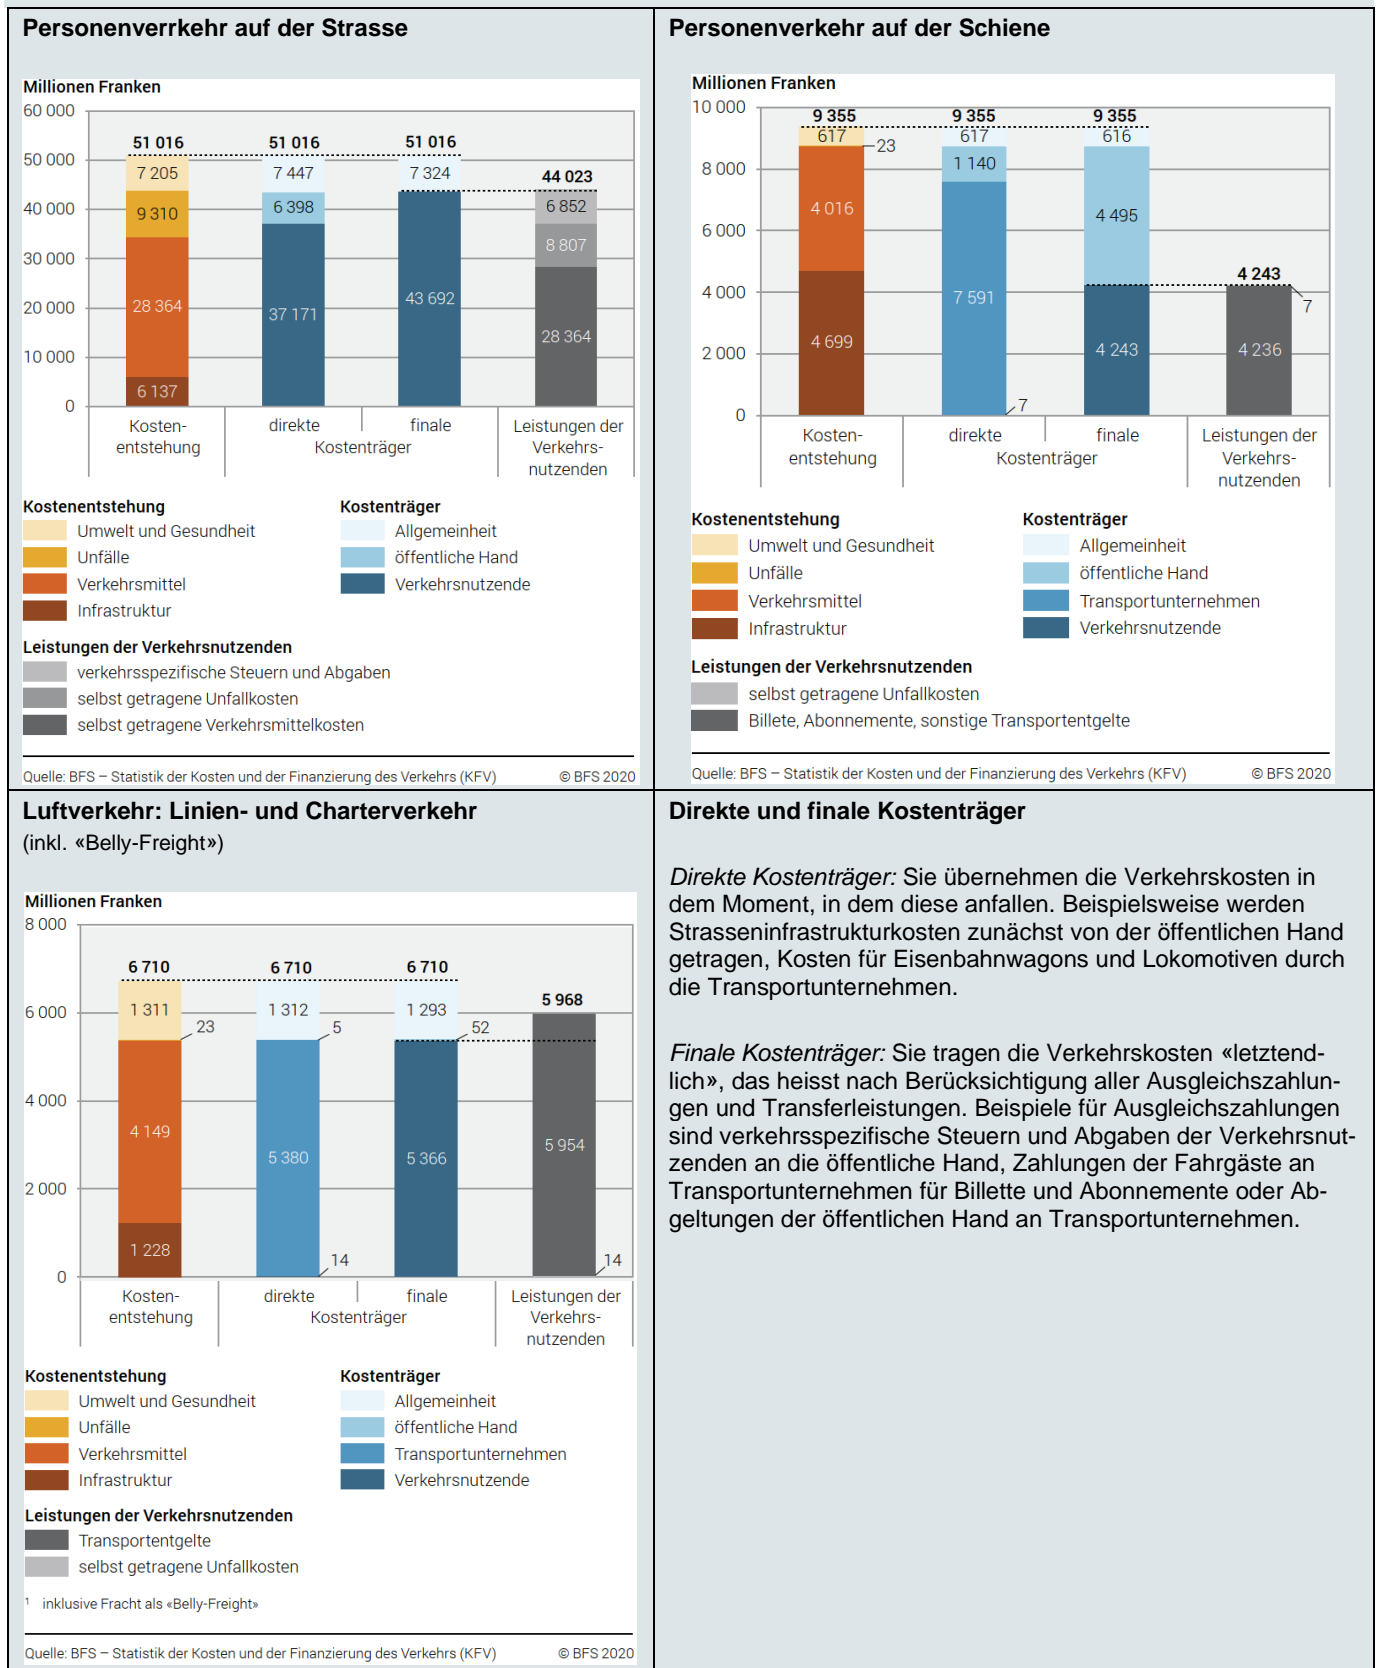 Personenverrkehr auf der Strasse
Millionen Franken
60 000
50 000
40 000
30 000
20 000
10 000
0
51 016
51 016
51 016
44 023
7 205
9 310
28 364
6 137
7 447
6 398
37 171
7 324
43 692
6 852
8 807
28 364
Kosten-
entstehung
direkte
finale
Kostenträger
Leistungen der
Verkehrs-
nutzenden
Kostenentstehung
Umwelt und Gesundheit
Unfälle
Verkehrsmittel
Infrastruktur
Kostenträger
Allgemeinheit
öffentliche Hand
Verkehrsnutzende
Leistungen der Verkehrsnutzenden
verkehrsspezifische Steuern und Abgaben
selbst getragene Unfallkosten
selbst getragene Verkehrsmittelkosten
Quelle: BFS – Statistik der Kosten und der Finanzierung des Verkehrs (KFV) © BFS 2020
Personenverkehr auf der Schiene
Millionen Franken
10 000
8 000
6 000
4 000
2 000
0
9 355
9 355
9 355
4 243
617
23
4 016
4 699
617
1 140
7 591
7
616
4 495
4 243
7
4 236
Kosten-
entstehung
direkte
finale
Kostenträger
Leistungen der
Verkehrs-
nutzenden
Kostenentstehung
Umwelt und Gesundheit
Unfälle
Verkehrsmittel
Infrastruktur
Kostenträger
Allgemeinheit
öffentliche Hand
Transportunternehmen
Verkehrsnutzende
Leistungen der Verkehrsnutzenden
selbst getragene Unfallkosten
Billete, Abonnemente, sonstige Transportentgelte
Quelle: BFS – Statistik der Kosten und der Finanzierung des Verkehrs (KFV) © BFS 2020
Luftverkehr: Linien- und Charterverkehr
(inkl. «Belly-Freight»)
Millionen Franken
8 000
6 000
4 000
2 000
0
6 710
6 710
6 710
5 968
1 311
23
4 149
1 228
1 312
5
5 380
14
1 293
52
5 366
5 954
14
Kosten-
entstehung
direkte
finale
Kostenträger
Leistungen der
Verkehrs-
nutzenden
Kostenentstehung
Umwelt und Gesundheit
Unfälle
Verkehrsmittel
Infrastruktur
Kostenträger
Allgemeinheit
öffentliche Hand
Transportunternehmen
Verkehrsnutzende
Leistungen der Verkehrsnutzenden
Transportentgelte
selbst getragene Unfallkosten
1 inklusive Fracht als «Belly-Freight»
Quelle: BFS – Statistik der Kosten und der Finanzierung des Verkehrs (KFV) © BFS 2020
Direkte und finale Kostenträger
Direkte Kostenträger: Sie übernehmen die Verkehrskosten in
dem Moment, in dem diese anfallen. Beispielsweise werden
Strasseninfrastrukturkosten zunächst von der öffentlichen Hand
getragen, Kosten für Eisenbahnwagons und Lokomotiven durch
die Transportunternehmen.
Finale Kostenträger: Sie tragen die Verkehrskosten «letztend-
lich», das heisst nach Berücksichtigung aller Ausgleichszahlun-
gen und Transferleistungen. Beispiele für Ausgleichszahlungen
sind verkehrsspezifische Steuern und Abgaben der Verkehrsnut-
zenden an die öffentliche Hand, Zahlungen der Fahrgäste an
Transportunternehmen für Billette und Abonnemente oder Ab-
geltungen der öffentlichen Hand an Transportunternehmen.